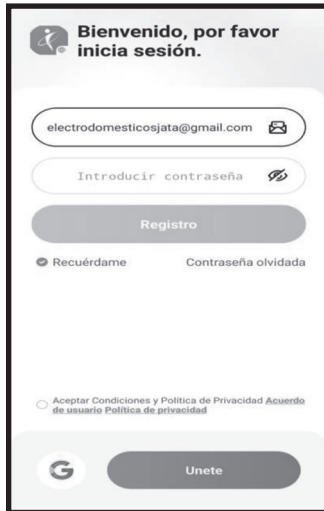 Bienvenido, por favor
inicia sesión.
electrodomesticosjata@gmail.com
Introducir contraseña
Registro
Recuérdame
Contraseña olvidada
Aceptar Condiciones y Política de Privacidad Acuerdo
de usuario Política de privacidad
G
Unete